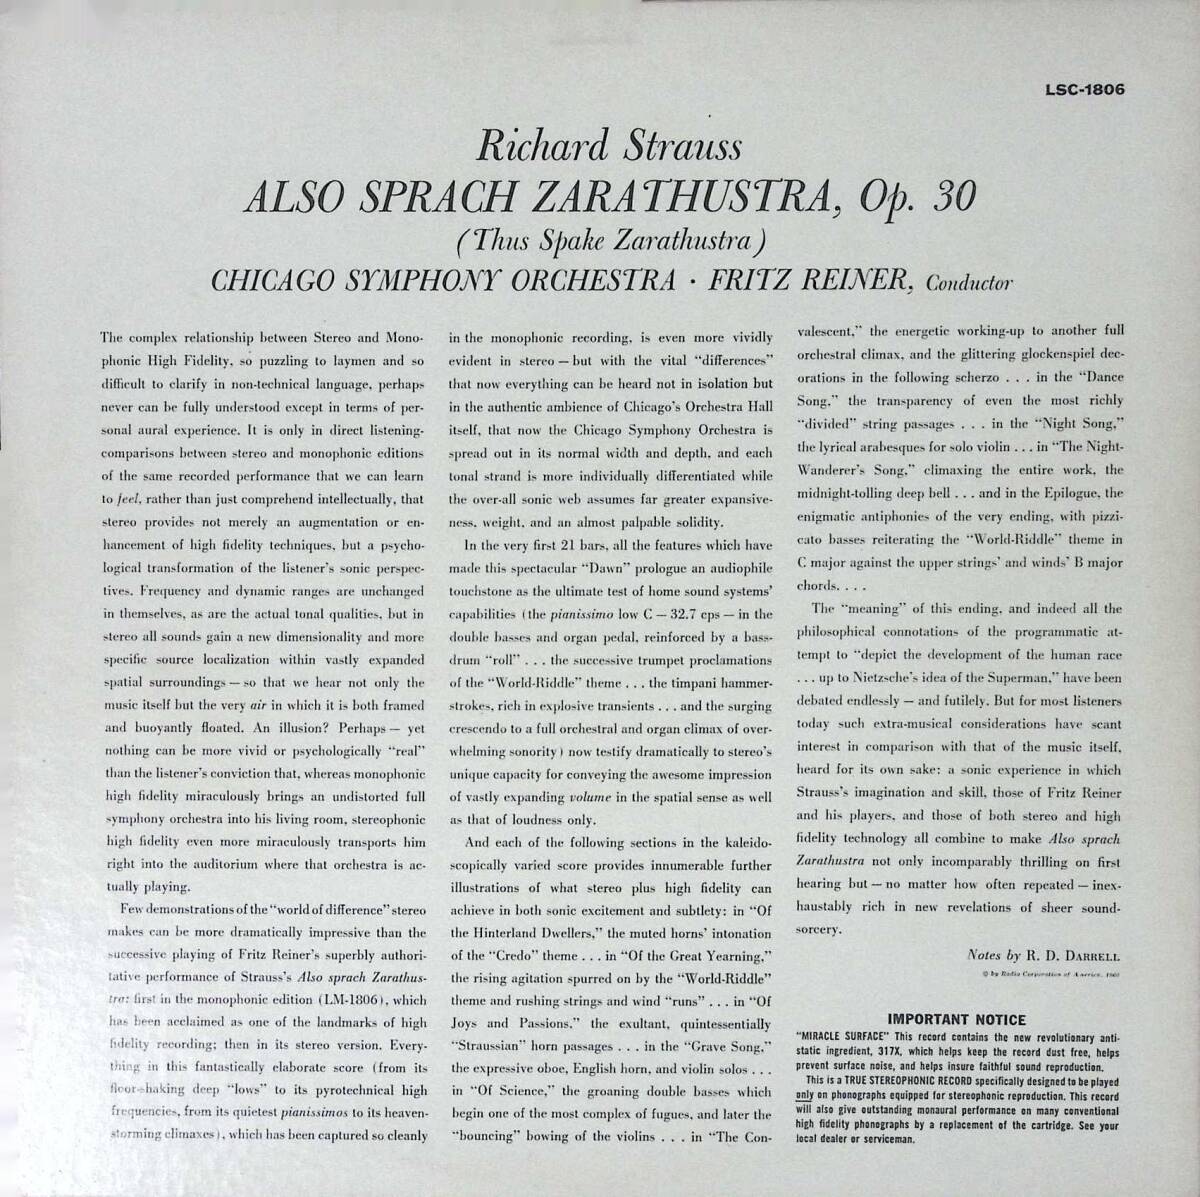 LSC-1806
Richard Strauss
ALSO SPRACH ZARATHUSTRA, Op. 30
(Thus Spake Zarathustra)
CHICAGO SYMPHONY ORCHESTRA · FRITZ REINER, Conductor
The complex relationship between Stereo and Mono-
phonic High Fidelity, so puzzling to laymen and so
difficult to clarify in non-technical language, perhaps
never can be fully understood except in terms of per-
sonal aural experience. It is only in direct listening-
comparisons between stereo and monophonic editions
of the same recorded performance that we can learn
to feel, rather than just comprehend intellectually, that
stereo provides not merely an augmentation or en-
hancement of high fidelity techniques, but a psycho-
logical transformation of the listener's sonic perspec-
tives. Frequency and dynamic ranges are unchanged
in themselves, as are the actual tonal qualities, but in
stereo all sounds gain a new dimensionality and more
specific source localization within vastly expanded
spatial surroundings — so that we hear not only the
music itself but the very air in which it is both framed
and buoyantly floated. An illusion? Perhaps — yet
nothing can be more vivid or psychologically "real"
than the listener's conviction that, whereas monophonic
high fidelity miraculously brings an undistorted full
symphony orchestra into his living room, stereophonic
high fidelity even more miraculously transports him
right into the auditorium where that orchestra is ac-
tually playing.
Few demonstrations of the "world of difference" stereo
makes can be more dramatically impressive than the
successive playing of Fritz Reiner's superbly authori-
tative performance of Strauss's Also sprach Zarathus-
tra: first in the monophonic edition (LM-1806), which
has been acclaimed as one of the landmarks of high
fidelity recording; then in its stereo version. Every-
thing in this fantastically elaborate score (from its
floor-shaking deep "lows" to its pyrotechnical high
frequencies, from its quietest pianissimos to its heaven-
storming climaxes), which has been captured so cleanly
in the monophonic recording, is even more vividly
evident in stereo — but with the vital "differences"
that now everything can be heard not in isolation but
in the authentic ambience of Chicago's Orchestra Hall
itself, that now the Chicago Symphony Orchestra is
spread out in its normal width and depth, and each
tonal strand is more individually differentiated while
the over-all sonic web assumes far greater expansive-
ness, weight, and an almost palpable solidity.
In the very first 21 bars, all the features which have
made this spectacular "Dawn" prologue an audiophile
touchstone as the ultimate test of home sound systems'
capabilities (the pianissimo low C — 32.7 cps — in the
double basses and organ pedal, reinforced by a bass-
drum "roll" . . . the successive trumpet proclamations
of the "World-Riddle" theme . . . the timpani hammer-
strokes, rich in explosive transients . . . and the surging
crescendo to a full orchestral and organ climax of over-
whelming sonority) now testify dramatically to stereo's
unique capacity for conveying the awesome impression
of vastly expanding volume in the spatial sense as well
as that of loudness only.
And each of the following sections in the kaleido-
scopically varied score provides innumerable further
illustrations of what stereo plus high fidelity can
achieve in both sonic excitement and subtlety: in "Of
the Hinterland Dwellers," the muted horns' intonation
of the "Credo" theme . . . in "Of the Great Yearning,"
the rising agitation spurred on by the "World-Riddle"
theme and rushing strings and wind "runs" . . . in "Of
Joys and Passions," the exultant, quintessentially
"Straussian" horn passages . . . in the "Grave Song,"
the expressive oboe, English horn, and violin solos . . .
in "Of Science," the groaning double basses which
begin one of the most complex of fugues, and later the
"bouncing" bowing of the violins . . . in "The Con-
valescent," the energetic working-up to another full
orchestral climax, and the glittering glockenspiel dec-
orations in the following scherzo . . . in the "Dance
Song," the transparency of even the most richly
"divided" string passages . . . in the "Night Song,"
the lyrical arabesques for solo violin . . . in "The Night-
Wanderer's Song," climaxing the entire work, the
midnight-tolling deep bell . . . and in the Epilogue, the
enigmatic antiphonies of the very ending, with pizzi-
cato basses reiterating the "World-Riddle" theme in
C major against the upper strings' and winds' B major
chords. . . .
The "meaning" of this ending, and indeed all the
philosophical connotations of the programmatic at-
tempt to "depict the development of the human race
. . . up to Nietzsche's idea of the Superman," have been
debated endlessly — and futilely. But for most listeners
today such extra-musical considerations have scant
interest in comparison with that of the music itself,
heard for its own sake: a sonic experience in which
Strauss's imagination and skill, those of Fritz Reiner
and his players, and those of both stereo and high
fidelity technology all combine to make Also sprach
Zarathustra not only incomparably thrilling on first
hearing but — no matter how often repeated — inex-
haustably rich in new revelations of sheer sound-
sorcery.
Notes by R. D. DARRELL
© by Radio Corporation of America, 1960
IMPORTANT NOTICE
"MIRACLE SURFACE" This record contains the new revolutionary anti-
static ingredient, 317X, which helps keep the record dust free, helps
prevent surface noise, and helps insure faithful sound reproduction.
This is a TRUE STEREOPHONIC RECORD specifically designed to be played
only on phonographs equipped for stereophonic reproduction. This record
will also give outstanding monaural performance on many conventional
high fidelity phonographs by a replacement of the cartridge. See your
local dealer or serviceman.